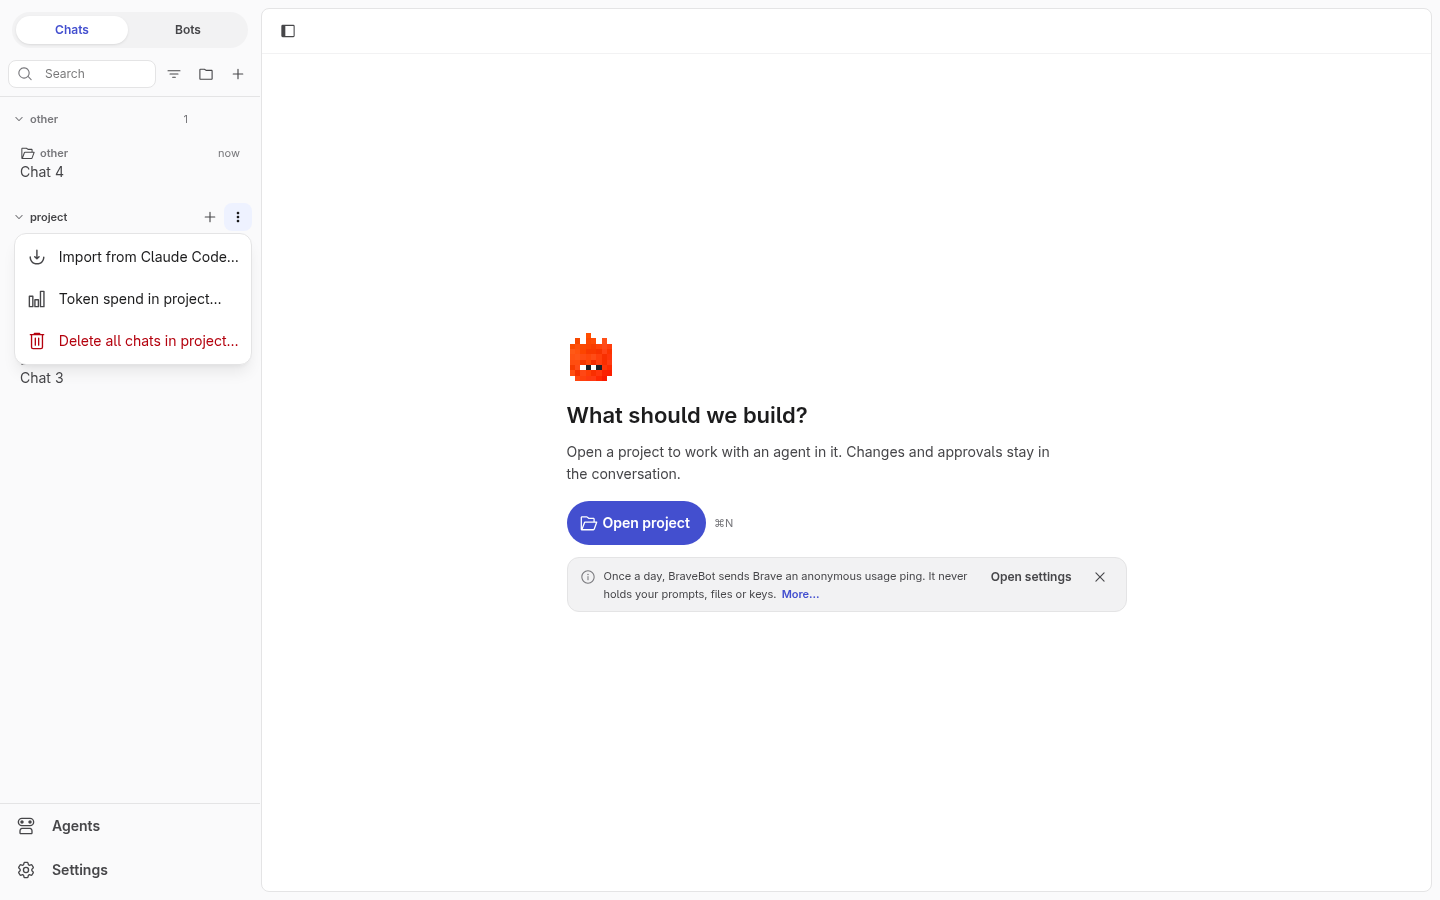 Chats
Bots
Search
other
1
other
now
Chat 4
project
Import from Claude Code...
Token spend in project...
Delete all chats in project...
Chat 3
What should we build?
Open a project to work with an agent in it. Changes and approvals stay in
the conversation.
Open project
⌘N
Once a day, BraveBot sends Brave an anonymous usage ping. It never
holds your prompts, files or keys. More...
Open settings
Agents
Settings